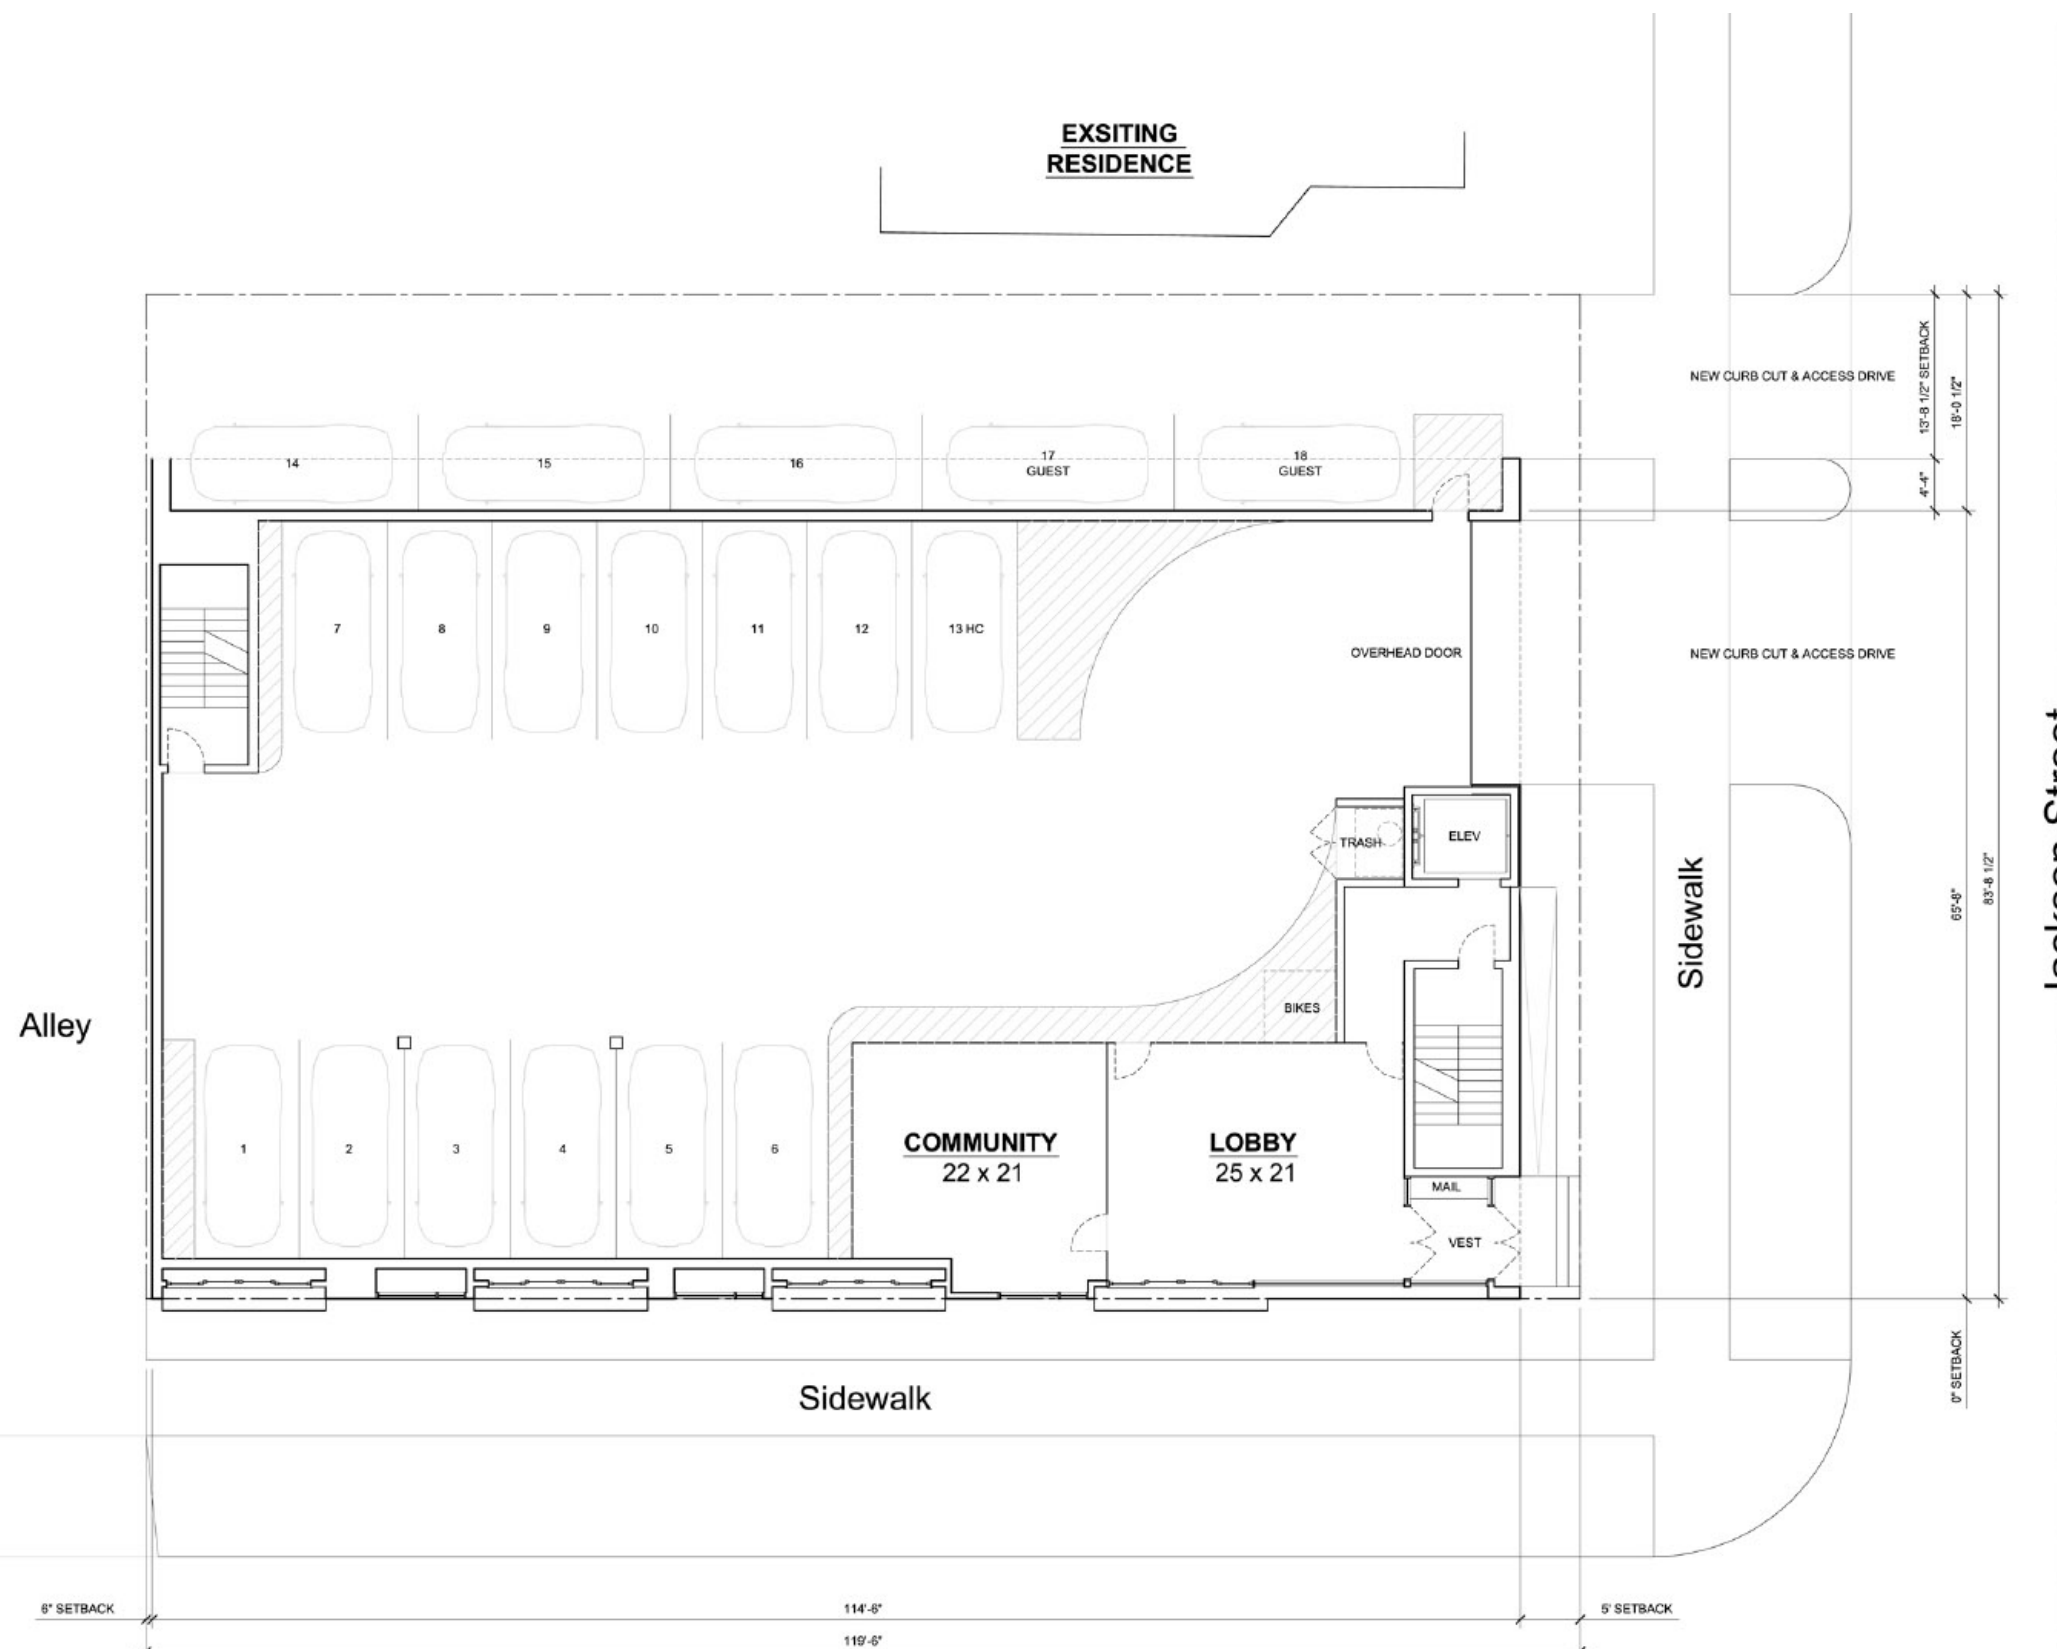 EXSITING
RESIDENCE
NEW CURB CUT & ACCESS DRIVE
13'-8 1/2" SETBACK
18'-0 1/2"
4'-4"
14
15
16
17
GUEST
18
GUEST
7
8
9
10
11
12
13 HC
OVERHEAD DOOR
NEW CURB CUT & ACCESS DRIVE
TRASH
ELEV
Sidewalk
65'-8"
83'-8 1/2"
Alley
BIKES
1
2
3
4
5
6
COMMUNITY
22 x 21
LOBBY
25 x 21
MAIL
VEST
0" SETBACK
Sidewalk
6" SETBACK
114'-6"
5' SETBACK
119'-6"